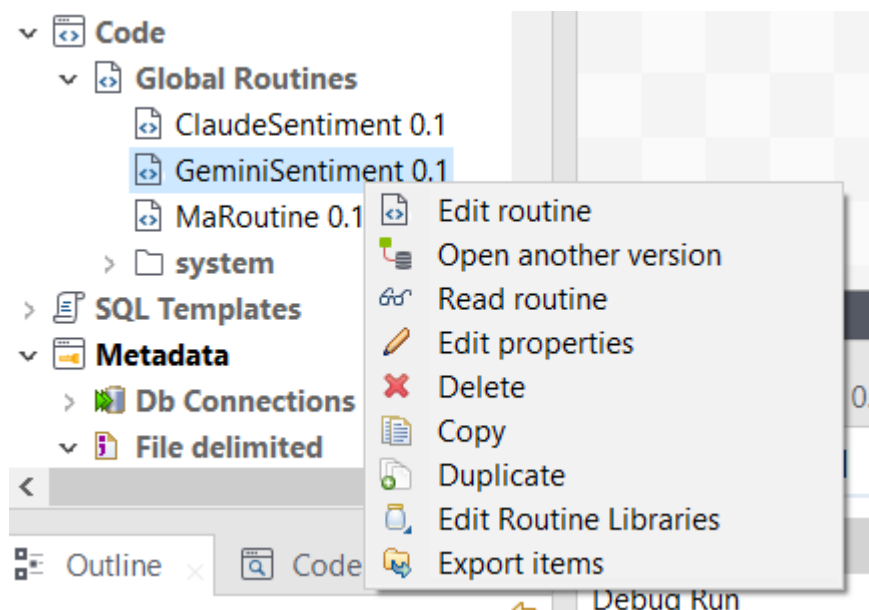 Code
Global Routines
ClaudeSentiment 0.1
GeminiSentiment 0.1
MaRoutine 0.1
system
SQL Templates
Metadata
Db Connections
File delimited
Edit routine
Open another version
Read routine
Edit properties
Delete
Copy
Duplicate
Edit Routine Libraries
Export items
0.
Outline
Code
Debug Run